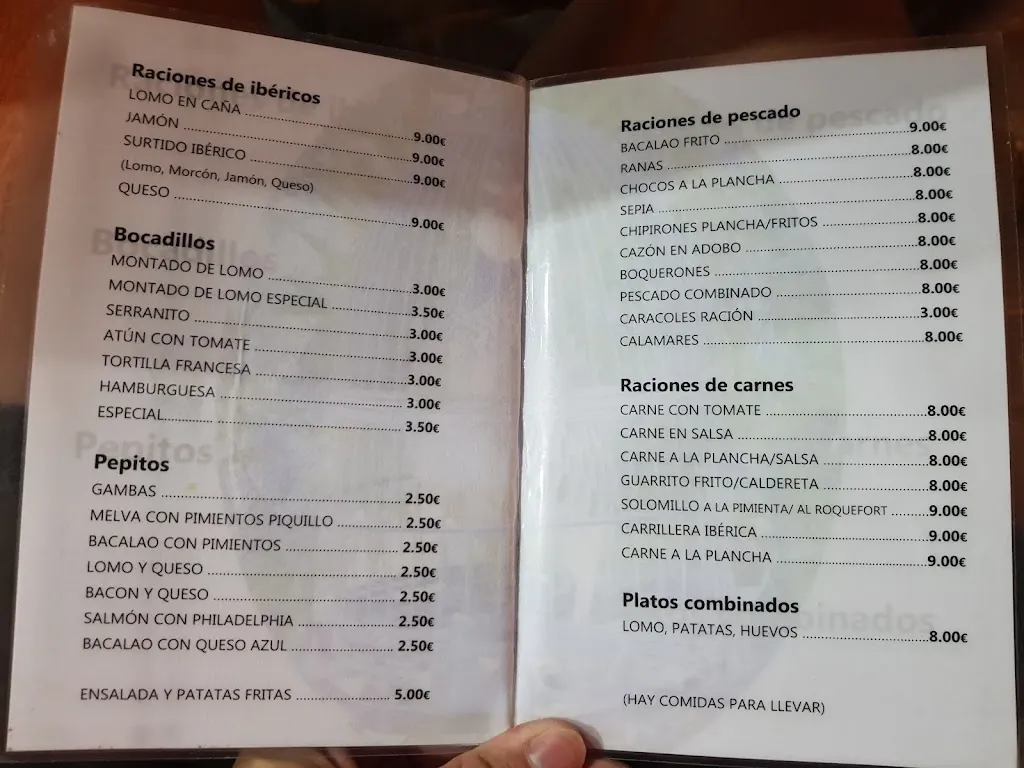 Raciones de ibéricos
LOMO EN CAÑA ........ 9.00€
JAMÓN ........ 9.00€
SURTIDO IBÉRICO ........ 9.00€
(Lomo, Morcón, Jamón, Queso)
QUESO ........ 9.00€
Bocadillos
MONTADO DE LOMO ........ 3.00€
MONTADO DE LOMO ESPECIAL ........ 3.50€
SERRANITO ........ 3.00€
ATÚN CON TOMATE ........ 3.00€
TORTILLA FRANCESA ........ 3.00€
HAMBURGUESA ........ 3.00€
ESPECIAL ........ 3.50€
Pepitos
GAMBAS ........ 2.50€
MELVA CON PIMIENTOS PIQUILLO ........ 2.50€
BACALAO CON PIMIENTOS ........ 2.50€
LOMO Y QUESO ........ 2.50€
BACON Y QUESO ........ 2.50€
SALMÓN CON PHILADELPHIA ........ 2.50€
BACALAO CON QUESO AZUL ........ 2.50€
ENSALADA Y PATATAS FRITAS ........ 5.00€
Raciones de pescado
BACALAO FRITO ........ 9.00€
RANAS ........ 8.00€
CHOCOS A LA PLANCHA ........ 8.00€
SEPIA ........ 8.00€
CHIPIRONES PLANCHA/FRITOS ........ 8.00€
CAZÓN EN ADOBO ........ 8.00€
BOQUERONES ........ 8.00€
PESCADO COMBINADO ........ 8.00€
CARACOLES RACIÓN ........ 3.00€
CALAMARES ........ 8.00€
Raciones de carnes
CARNE CON TOMATE ........ 8.00€
CARNE EN SALSA ........ 8.00€
CARNE A LA PLANCHA/SALSA ........ 8.00€
GUARRITO FRITO/CALDERETA ........ 8.00€
SOLOMILLO A LA PIMIENTA/ AL ROQUEFORT ........ 9.00€
CARRILLERA IBÉRICA ........ 9.00€
CARNE A LA PLANCHA ........ 9.00€
Platos combinados
LOMO, PATATAS, HUEVOS ........ 8.00€
(HAY COMIDAS PARA LLEVAR)